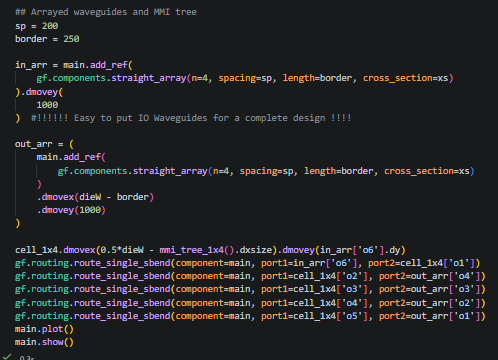 ## Arrayed waveguides and MMI tree
sp = 200
border = 250
in_arr = main.add_ref(
gf.components.straight_array(n=4, spacing=sp, length=border, cross_section=xs)
).dmovey(
1000
)  #!!!!!! Easy to put IO Waveguides for a complete design !!!!
out_arr = (
main.add_ref(
gf.components.straight_array(n=4, spacing=sp, length=border, cross_section=xs)
)
.dmovex(dieW - border)
.dmovey(1000)
)
cell_1x4.dmovex(0.5*dieW - mmi_tree_1x4().dxsize).dmovey(in_arr['o6'].dy)
gf.routing.route_single_sbend(component=main, port1=in_arr['o6'], port2=cell_1x4['o1'])
gf.routing.route_single_sbend(component=main, port1=cell_1x4['o2'], port2=out_arr['o4'])
gf.routing.route_single_sbend(component=main, port1=cell_1x4['o3'], port2=out_arr['o3'])
gf.routing.route_single_sbend(component=main, port1=cell_1x4['o4'], port2=out_arr['o2'])
gf.routing.route_single_sbend(component=main, port1=cell_1x4['o5'], port2=out_arr['o1'])
main.plot()
main.show()